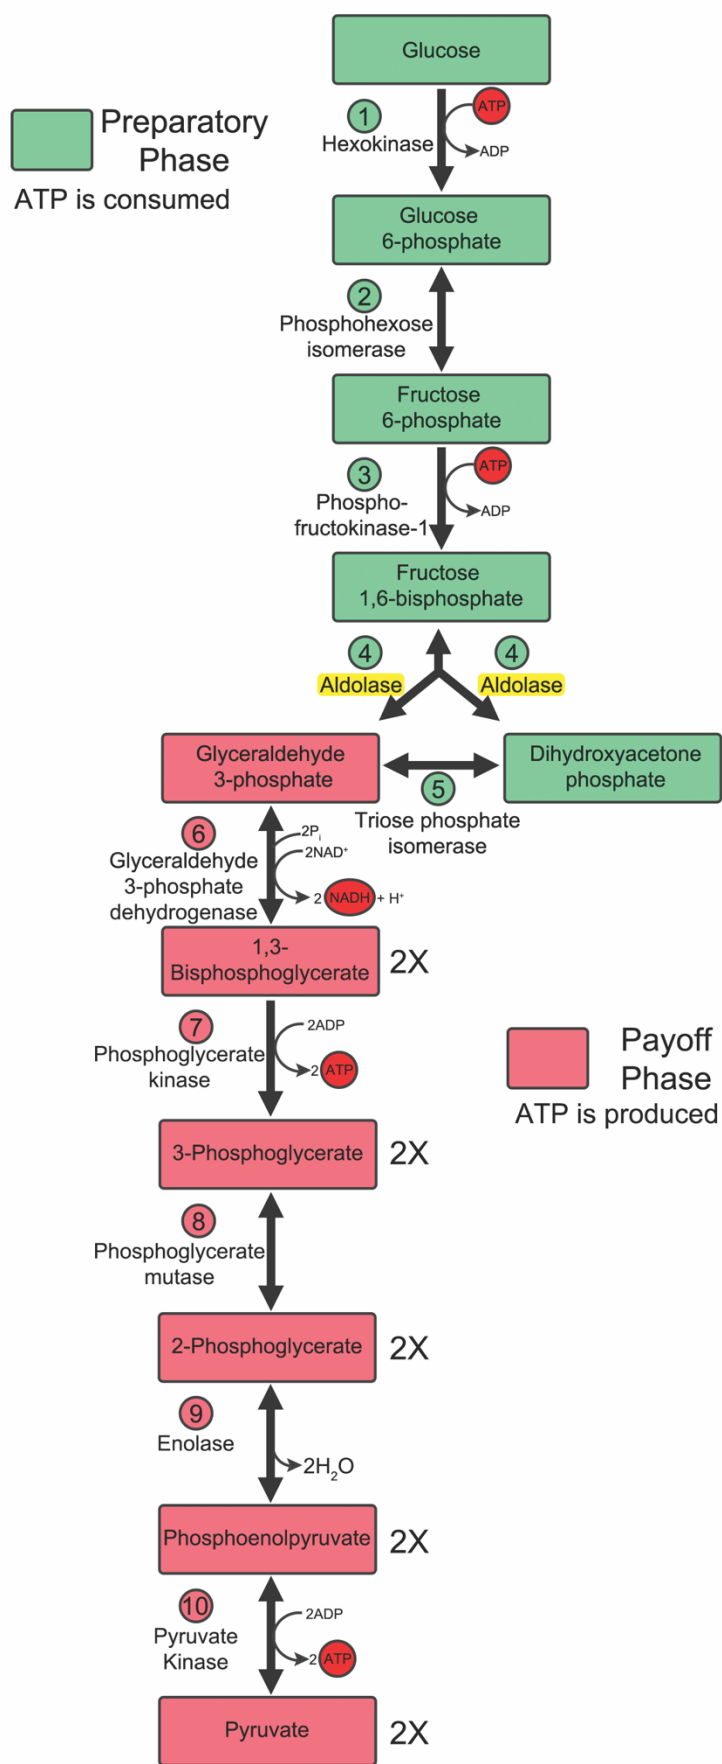 Glucose
1
Hexokinase
ATP
ADP
Preparatory
Phase
ATP is consumed
Glucose
6-phosphate
2
Phosphohexose
isomerase
Fructose
6-phosphate
3
Phospho-
fructokinase-1
ATP
ADP
Fructose
1,6-bisphosphate
4
Aldolase
4
Aldolase
Glyceraldehyde
3-phosphate
Dihydroxyacetone
phosphate
5
Triose phosphate
isomerase
6
Glyceraldehyde
3-phosphate
dehydrogenase
2Pᵢ
2NAD⁺
2 NADH + H⁺
1,3-
Bisphosphoglycerate
2X
7
Phosphoglycerate
kinase
2ADP
2 ATP
Payoff
Phase
ATP is produced
3-Phosphoglycerate
2X
8
Phosphoglycerate
mutase
2-Phosphoglycerate
2X
9
Enolase
2H₂O
Phosphoenolpyruvate
2X
10
Pyruvate
Kinase
2ADP
2 ATP
Pyruvate
2X